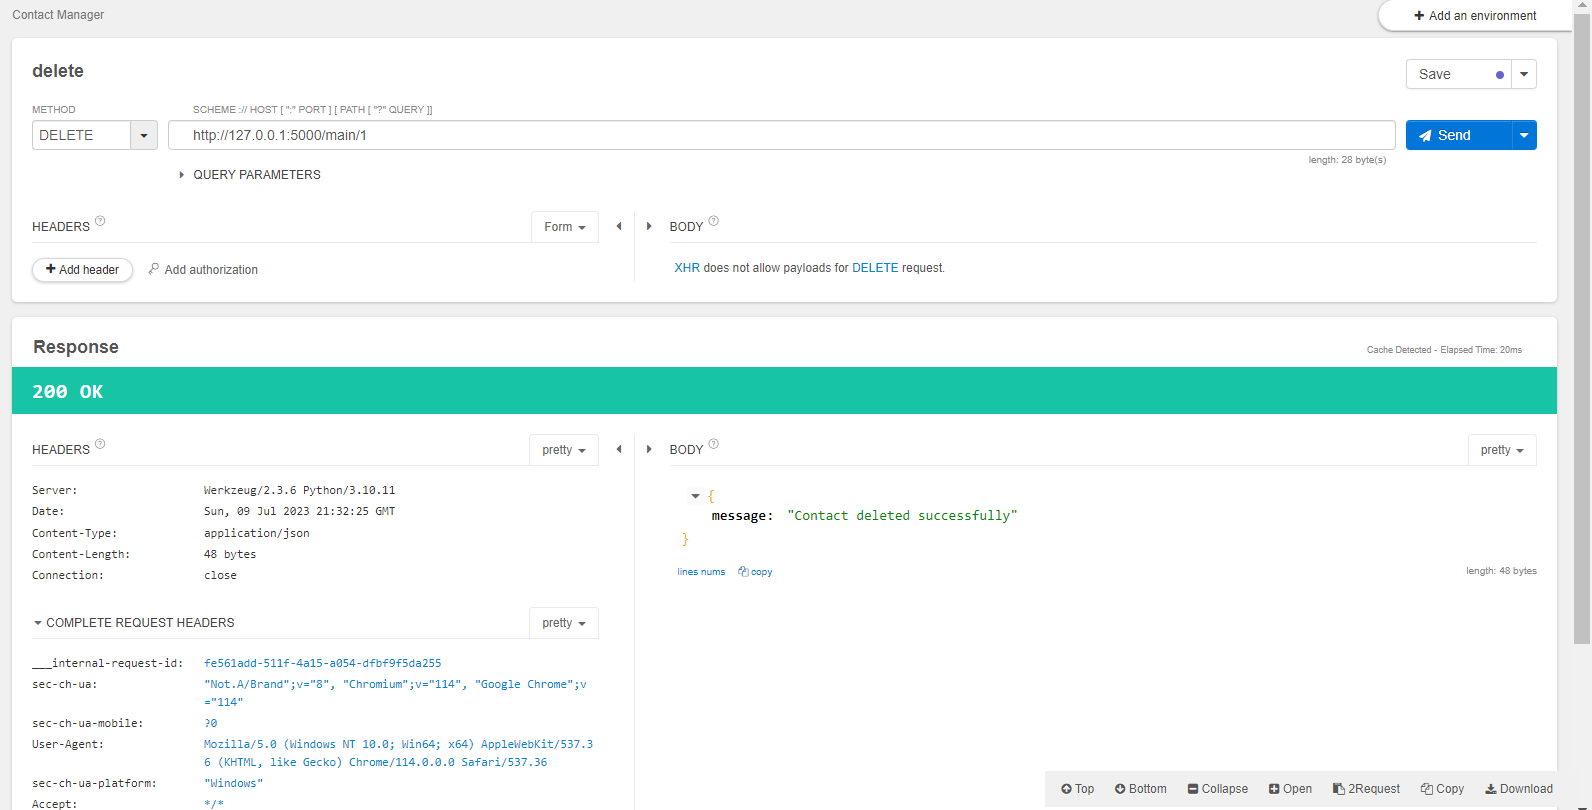 Contact Manager
+ Add an environment
delete
Save
METHOD
SCHEME :// HOST [ ":" PORT ] [ PATH [ "?" QUERY ]]
DELETE
http://127.0.0.1:5000/main/1
Send
length: 28 byte(s)
QUERY PARAMETERS
HEADERS ?
Form
BODY ?
+ Add header
Add authorization
XHR does not allow payloads for DELETE request.
Response
Cache Detected - Elapsed Time: 20ms
200 OK
HEADERS ?
pretty
BODY ?
pretty
Server: Werkzeug/2.3.6 Python/3.10.11
Date: Sun, 09 Jul 2023 21:32:25 GMT
Content-Type: application/json
Content-Length: 48 bytes
Connection: close
{
message: "Contact deleted successfully"
}
lines nums
copy
length: 48 bytes
COMPLETE REQUEST HEADERS
pretty
___internal-request-id: fe561add-511f-4a15-a054-dfbf9f5da255
sec-ch-ua: "Not.A/Brand";v="8", "Chromium";v="114", "Google Chrome";v
="114"
sec-ch-ua-mobile: ?0
User-Agent: Mozilla/5.0 (Windows NT 10.0; Win64; x64) AppleWebKit/537.3
6 (KHTML, like Gecko) Chrome/114.0.0.0 Safari/537.36
sec-ch-ua-platform: "Windows"
Accept: */*
Top
Bottom
Collapse
Open
2Request
Copy
Download